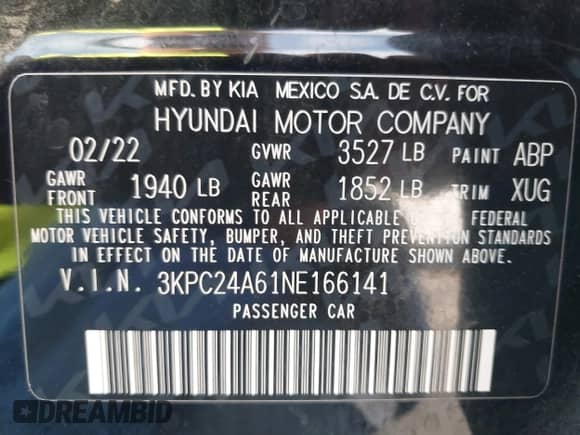 MFD. BY KIA MEXICO S.A. DE C.V. FOR
HYUNDAI MOTOR COMPANY
02/22 GVWR 3527 LB PAINT ABP
GAWR FRONT 1940 LB GAWR REAR 1852 LB TRIM XUG
THIS VEHICLE CONFORMS TO ALL APPLICABLE FEDERAL
MOTOR VEHICLE SAFETY, BUMPER, AND THEFT PREVENTION STANDARDS
IN EFFECT ON THE DATE OF MANUFACTURE SHOWN ABOVE.
V.I.N. 3KPC24A61NE166141
PASSENGER CAR
DREAMBID